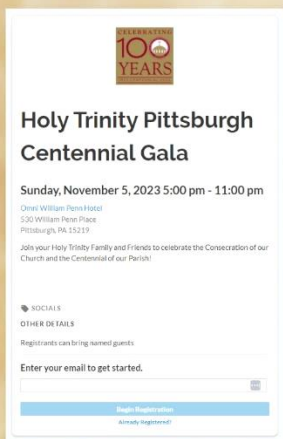 CELEBRATING
100
YEARS
Holy Trinity Pittsburgh
Centennial Gala
Sunday, November 5, 2023 5:00 pm - 11:00 pm
Omni William Penn Hotel
530 William Penn Place
Pittsburgh, PA 15219
Join your Holy Trinity Family and Friends to celebrate the Consecration of our
Church and the Centennial of our Parish!
SOCIALS
OTHER DETAILS
Registrants can bring named guests
Enter your email to get started.
Begin Registration
Already Registered?